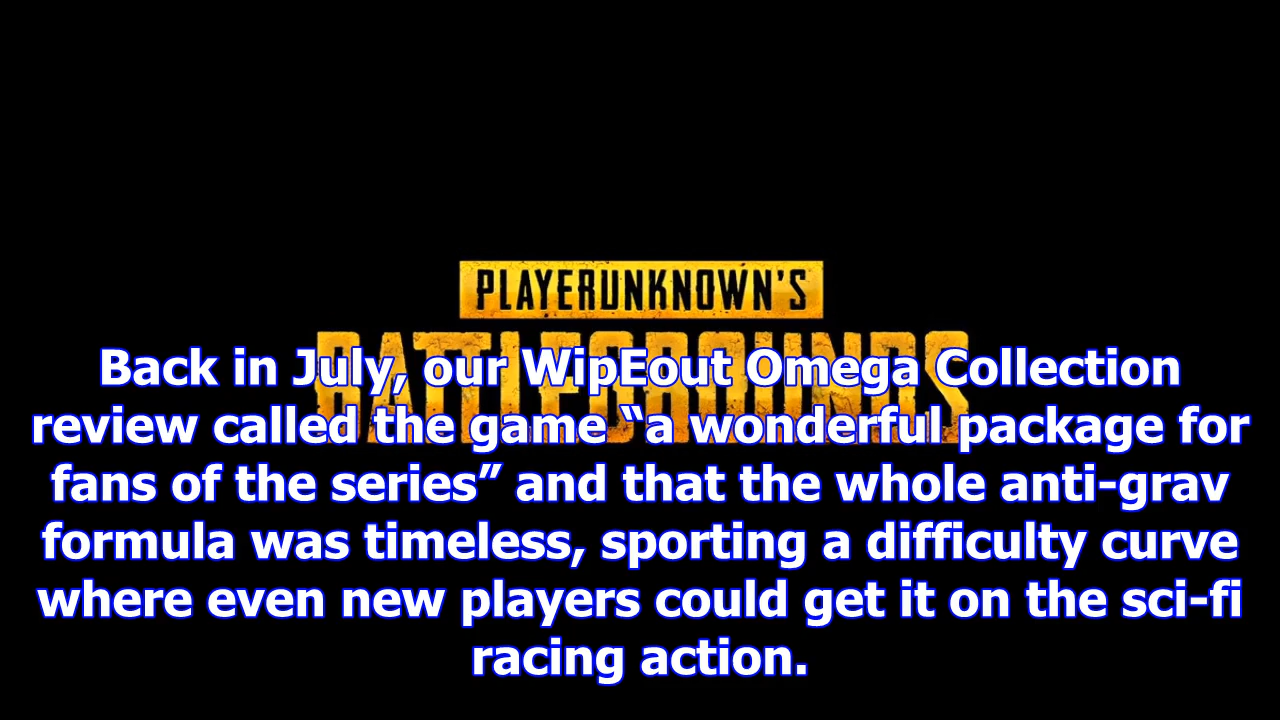 PLAYERUNKNOWN'S
BATTLEGROUNDS
Back in July, our WipEout Omega Collection
review called the game “a wonderful package for
fans of the series” and that the whole anti-grav
formula was timeless, sporting a difficulty curve
where even new players could get it on the sci-fi
racing action.